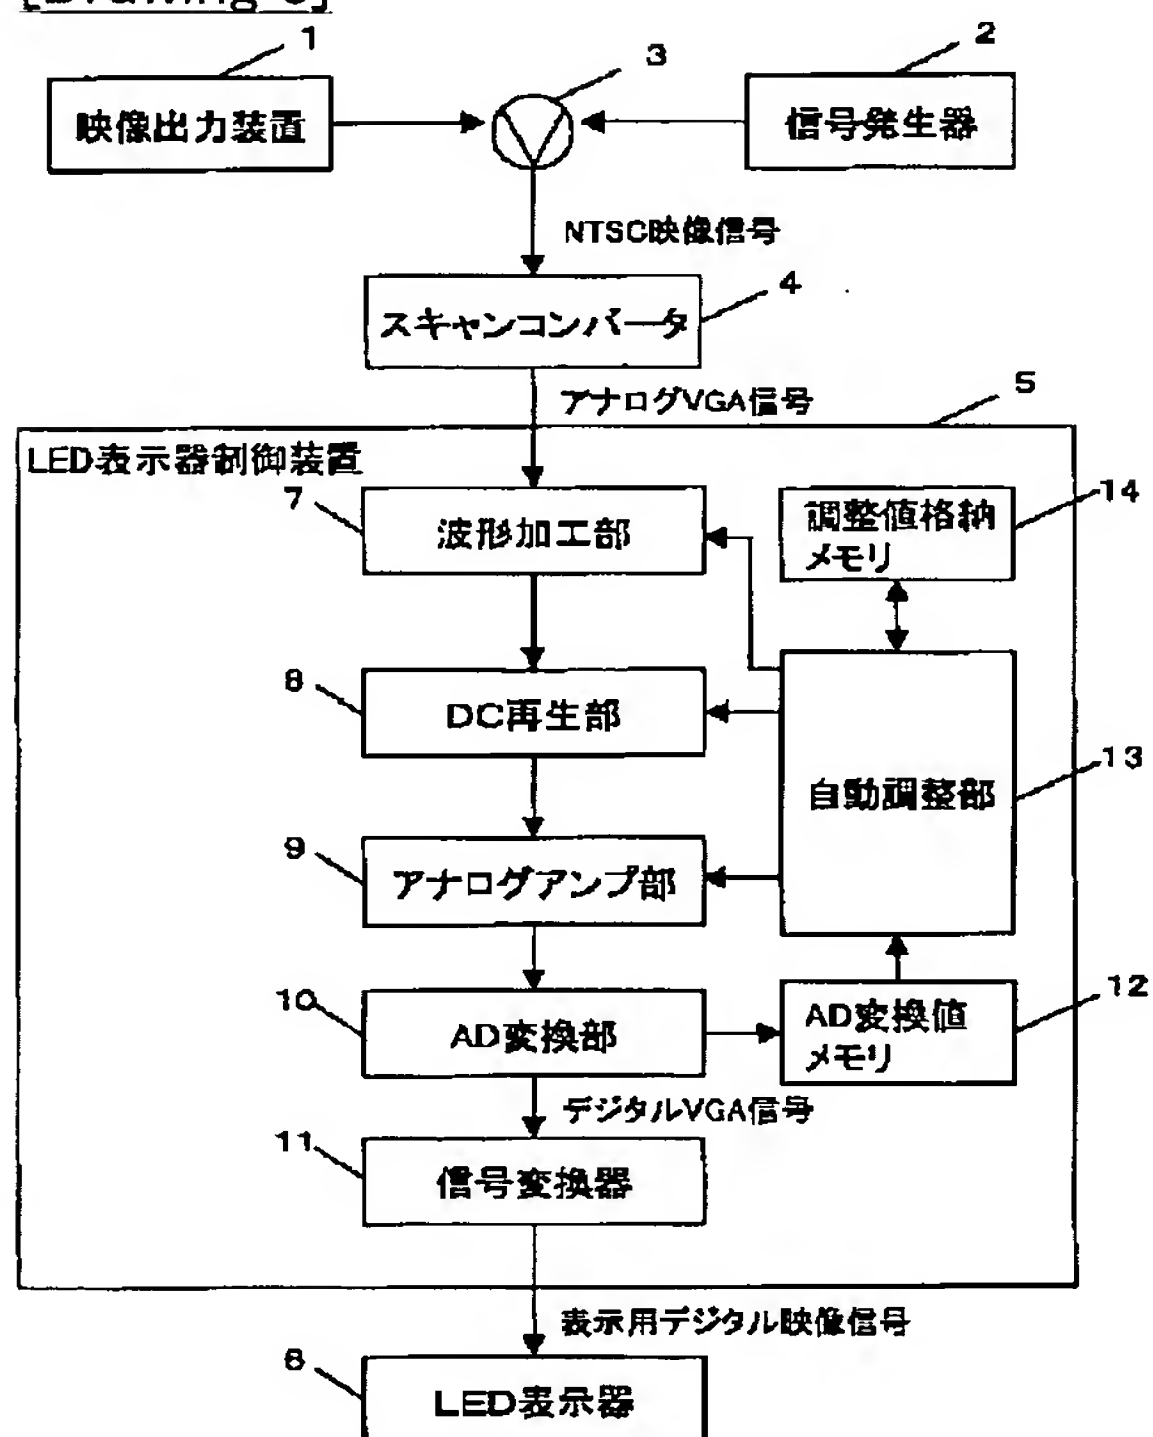 [Drawing
1
2
3
映像出力装置
信号発生器
NTSC映像信号
4
スキャンコンバータ
アナログVGA信号
5
LED表示器制御装置
7
波形加工部
14
調整値格納
メモリ
8
DC再生部
13
自動調整部
9
アナログアンプ部
10
AD変換部
12
AD変換値
メモリ
デジタルVGA信号
11
信号変換器
表示用デジタル映像信号
6
LED表示器